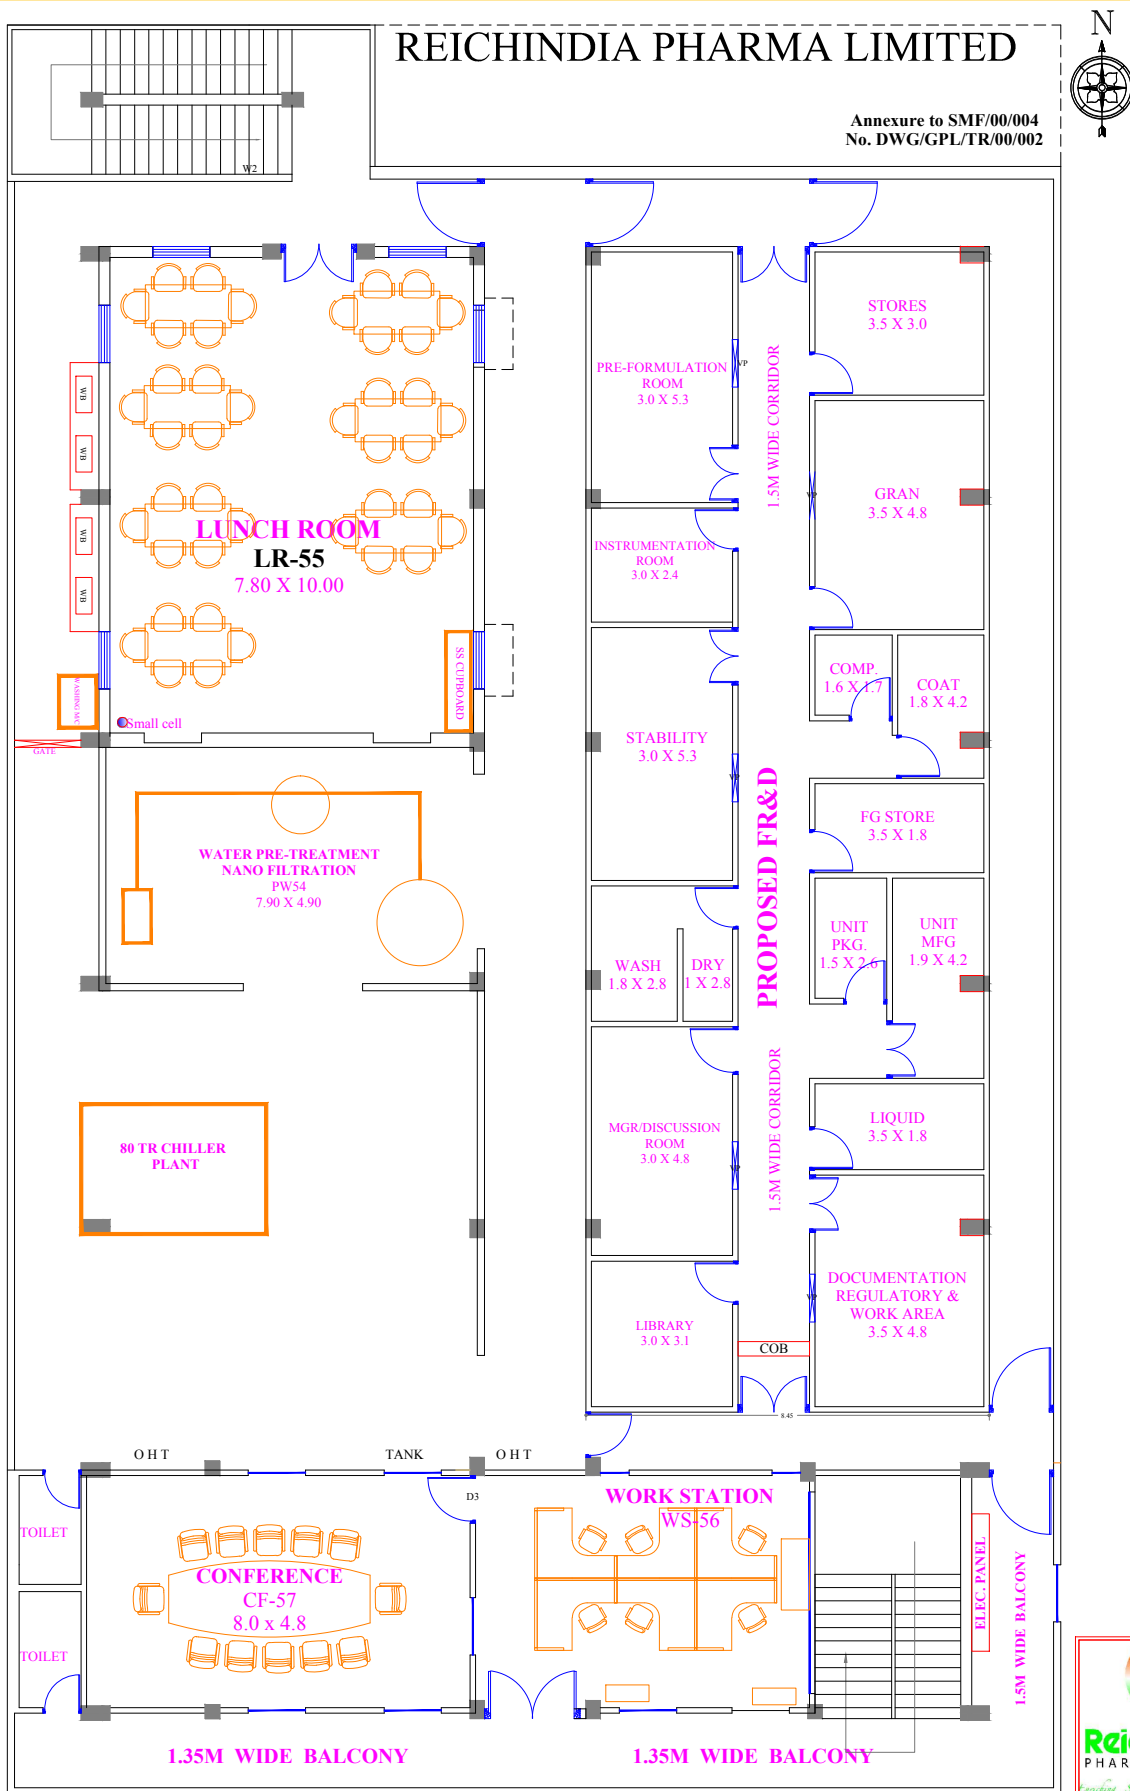 REICHINDIA PHARMA LIMITED
N
Annexure to SMF/00/004
No. DWG/GPL/TR/00/002
W2
STORES
3.5 X 3.0
PRE-FORMULATION
ROOM
3.0 X 5.3
VP
1.5M WIDE CORRIDOR
WB
WB
GRAN
3.5 X 4.8
VP
LUNCH ROOM
LR-55
7.80 X 10.00
WB
WB
INSTRUMENTATION
ROOM
3.0 X 2.4
SS CUPBOARD
WASHING M/C
Small cell
GATE
COMP.
1.6 X 1.7
COAT
1.8 X 4.2
STABILITY
3.0 X 5.3
VP
PROPOSED FR&D
FG STORE
3.5 X 1.8
WATER PRE-TREATMENT
NANO FILTRATION
PW54
7.90 X 4.90
UNIT
PKG.
1.5 X 2.6
UNIT
MFG
1.9 X 4.2
WASH
1.8 X 2.8
DRY
1 X 2.8
1.5M WIDE CORRIDOR
80 TR CHILLER
PLANT
MGR/DISCUSSION
ROOM
3.0 X 4.8
VP
LIQUID
3.5 X 1.8
DOCUMENTATION
REGULATORY &
WORK AREA
3.5 X 4.8
VP
LIBRARY
3.0 X 3.1
COB
8.45
O H T
TANK
O H T
D3
WORK STATION
WS-56
TOILET
CONFERENCE
CF-57
8.0 x 4.8
ELEC. PANEL
1.5M WIDE BALCONY
TOILET
1.35M WIDE BALCONY
1.35M WIDE BALCONY
Rei
PHAR